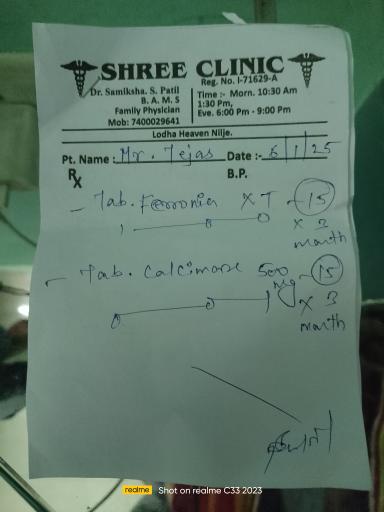 SHREE CLINIC
Reg. No. I-71629-A
Dr. Samiksha. S. Patil
B. A. M. S
Family Physician
Mob: 7400029641
Time :- Morn. 10:30 Am
1:30 Pm,
Eve. 6:00 Pm - 9:00 Pm
Lodha Heaven Nilje.
Pt. Name : Mr. Tejas Date :- 6/1/25
Rx B.P.
- Tab. Ferronia XT - 15
1 - 0 - 0 x 3
month
- Tab. Calcimore 500 mg - 15
0 - 0 - 1 x 3
month
realme Shot on realme C33 2023